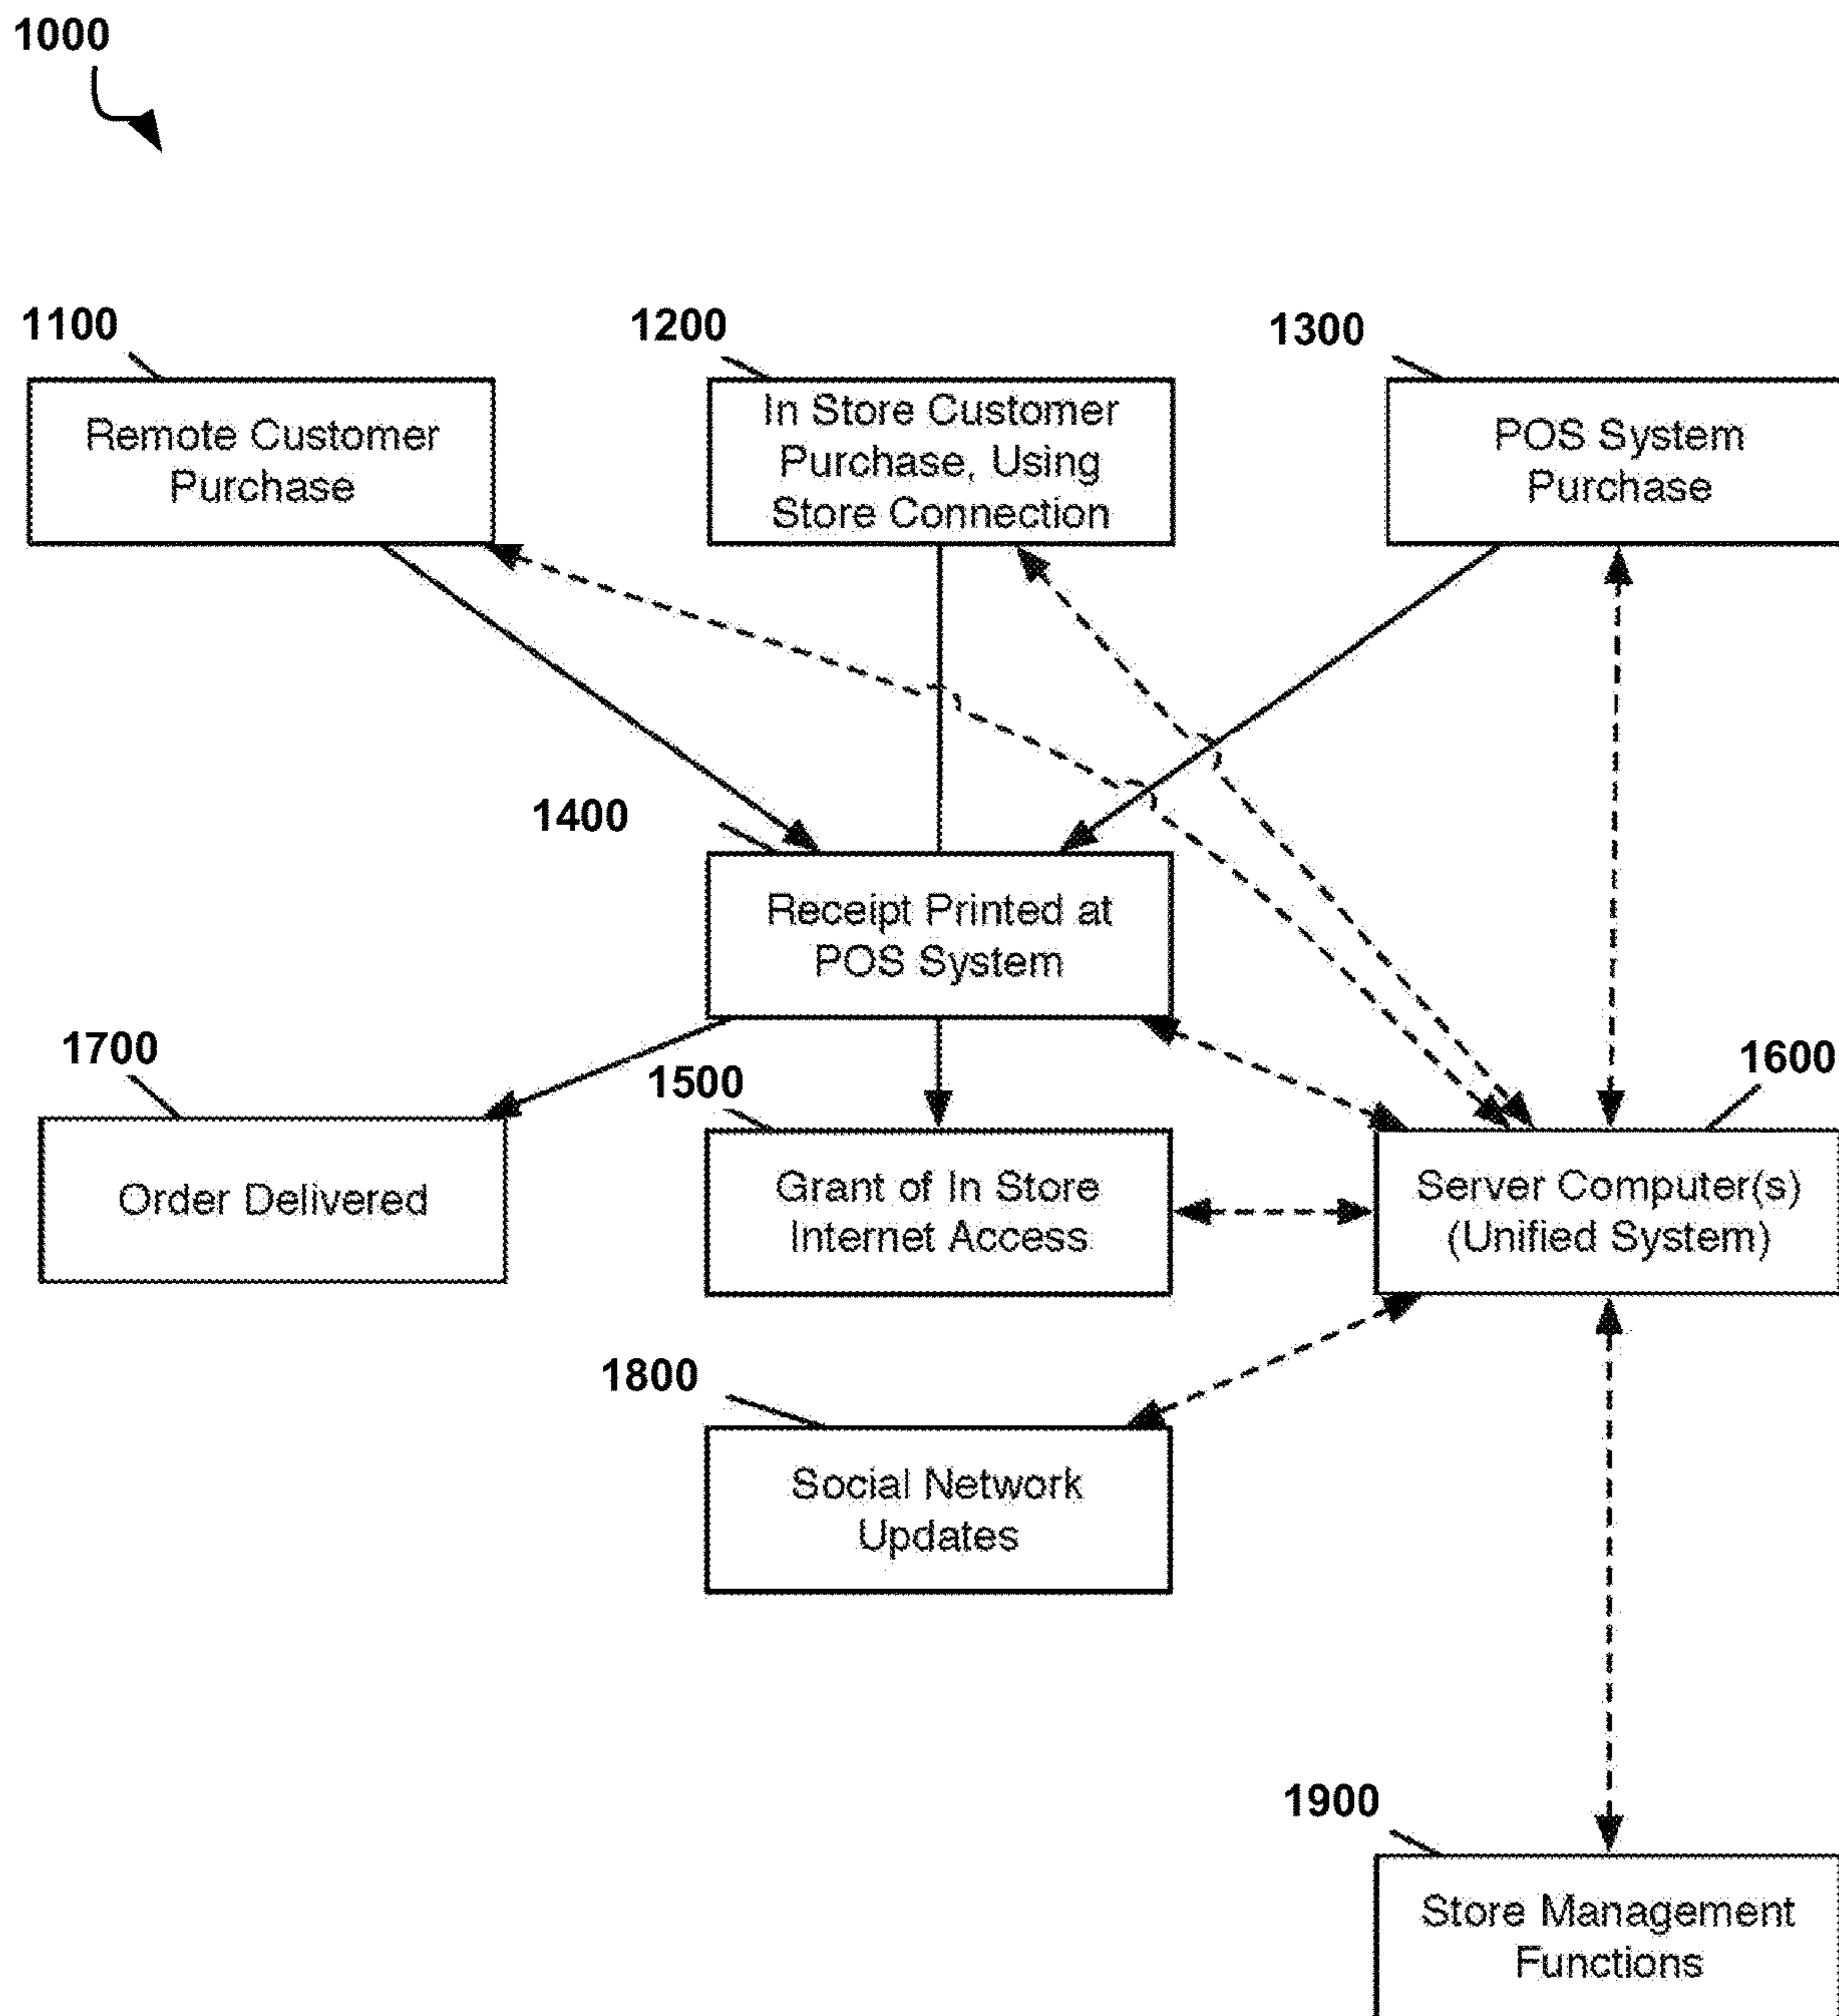 1000
1100
1200
1300
Remote Customer
Purchase
In Store Customer
Purchase, Using
Store Connection
POS System
Purchase
1400
Receipt Printed at
POS System
1700
1500
1600
Order Delivered
Grant of In Store
Internet Access
Server Computer(s)
(Unified System)
1800
Social Network
Updates
1900
Store Management
Functions